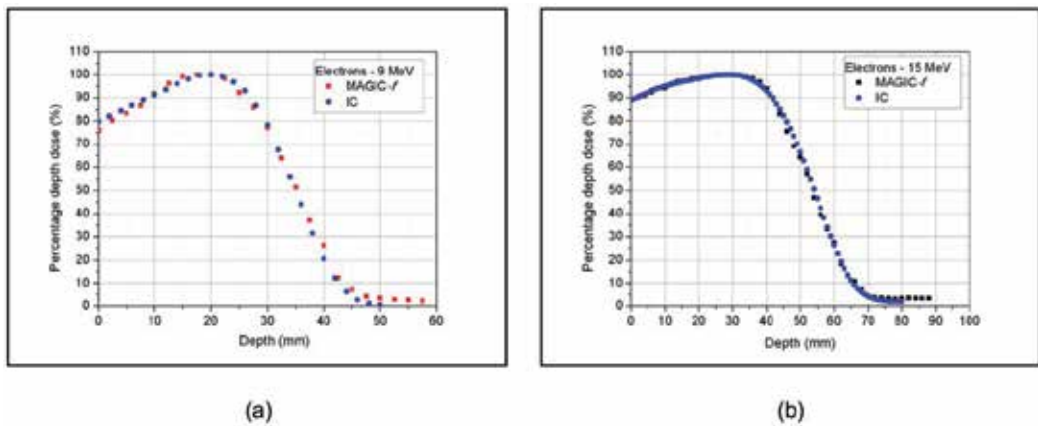 110
100
90
80
70
60
50
40
30
20
10
0
Percentage depth dose (%)
Electrons - 9 MeV
MAGIC-f
IC
0 10 20 30 40 50 60
Depth (mm)
(a)
110
100
90
80
70
60
50
40
30
20
10
0
Percentage depth dose (%)
Electrons - 15 MeV
MAGIC-f
IC
0 10 20 30 40 50 60 70 80 90 100
Depth (mm)
(b)